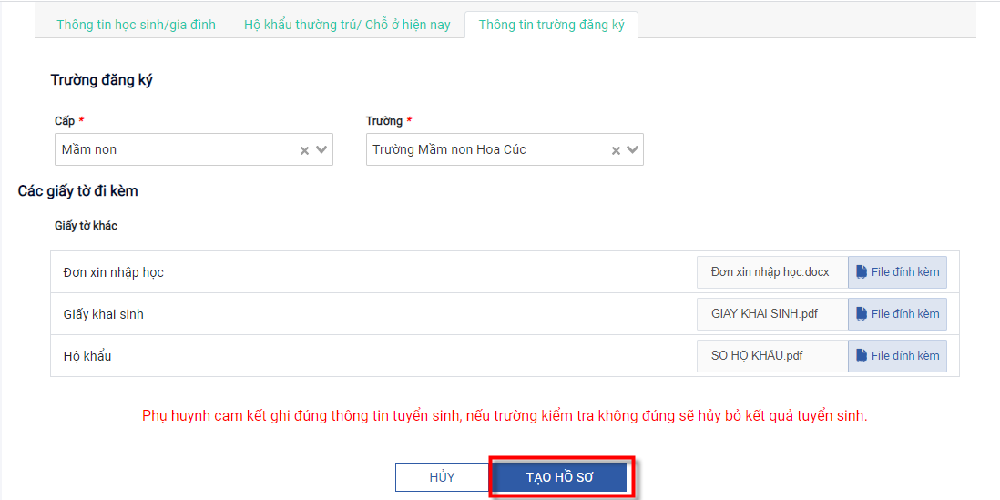 Thông tin học sinh/gia đình Hộ khẩu thường trú/ Chỗ ở hiện nay Thông tin trường đăng ký
Trường đăng ký
Cấp * Trường *
Mầm non Trường Mầm non Hoa Cúc
Các giấy tờ đi kèm
Giấy tờ khác
Đơn xin nhập học Đơn xin nhập học.docx File đính kèm
Giấy khai sinh GIAY KHAI SINH.pdf File đính kèm
Hộ khẩu SO HỌ KHÃU.pdf File đính kèm
Phụ huynh cam kết ghi đúng thông tin tuyển sinh, nếu trường kiểm tra không đúng sẽ hủy bỏ kết quả tuyển sinh.
HỦY TẠO HỒ SƠ